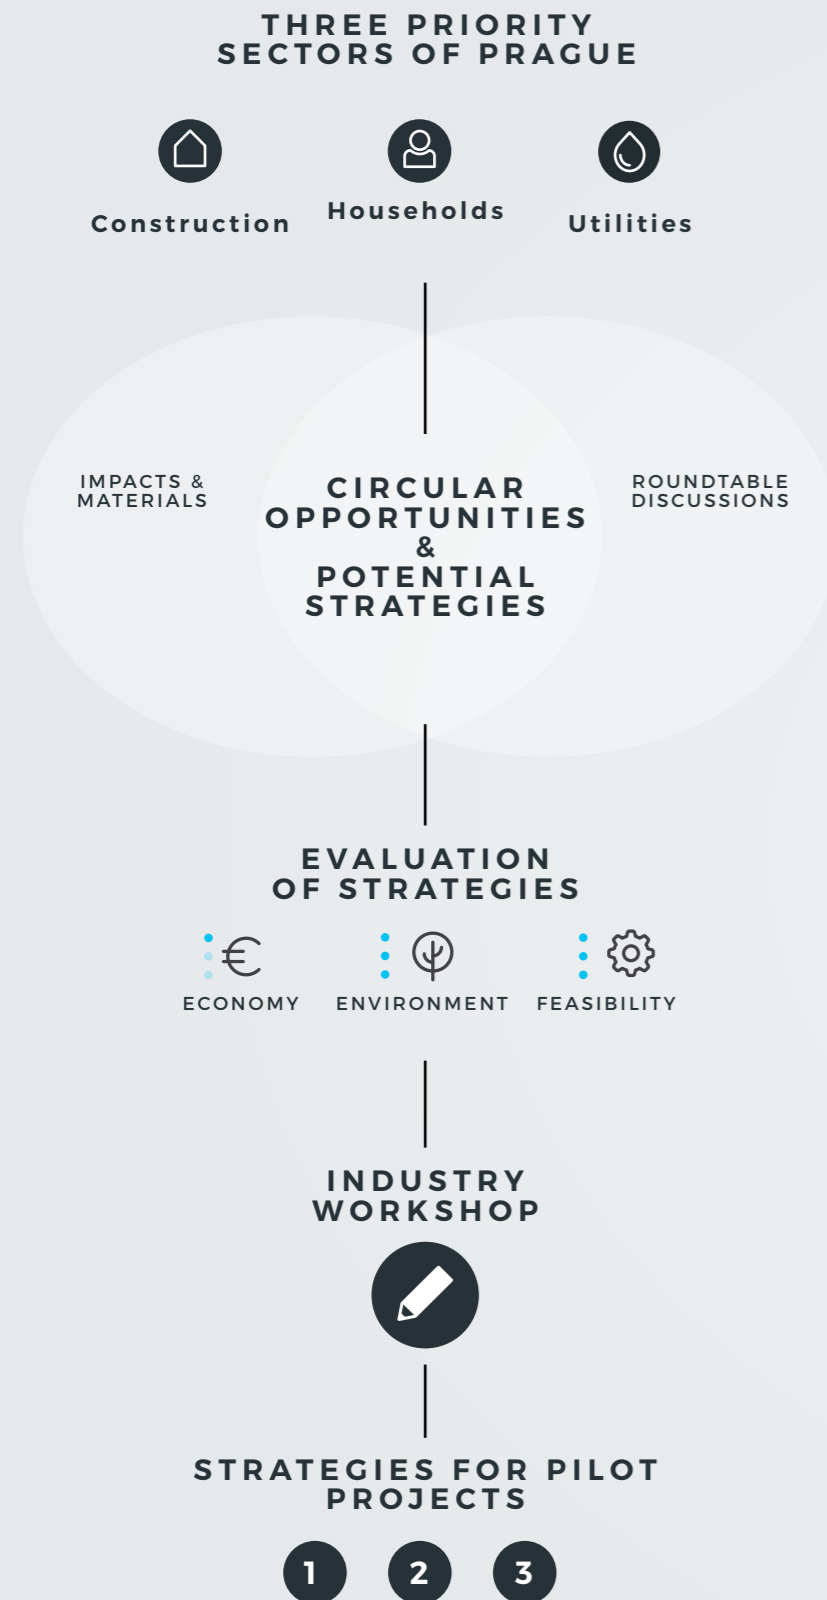 THREE PRIORITY
SECTORS OF PRAGUE
Construction
Households
Utilities
IMPACTS &
MATERIALS
CIRCULAR
OPPORTUNITIES
&
POTENTIAL
STRATEGIES
ROUNDTABLE
DISCUSSIONS
EVALUATION
OF STRATEGIES
ECONOMY
ENVIRONMENT
FEASIBILITY
INDUSTRY
WORKSHOP
STRATEGIES FOR PILOT
PROJECTS
1 2 3